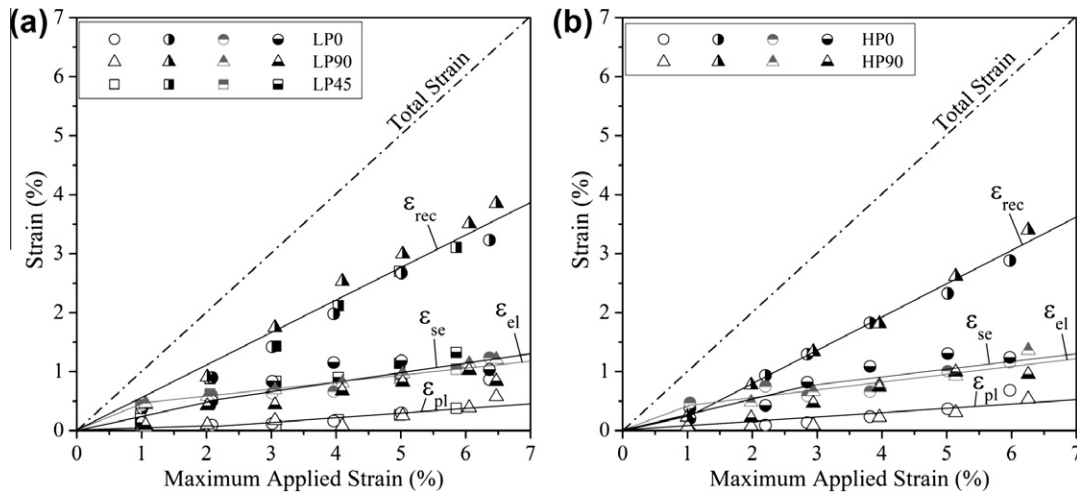 (a)
7
6
5
4
3
2
1
0
Strain (%)
LP0
LP90
LP45
Total Strain
εrec
εse
εel
εpl
0 1 2 3 4 5 6 7
Maximum Applied Strain (%)
(b)
7
6
5
4
3
2
1
0
Strain (%)
HP0
HP90
Total Strain
εrec
εse
εel
εpl
0 1 2 3 4 5 6 7
Maximum Applied Strain (%)